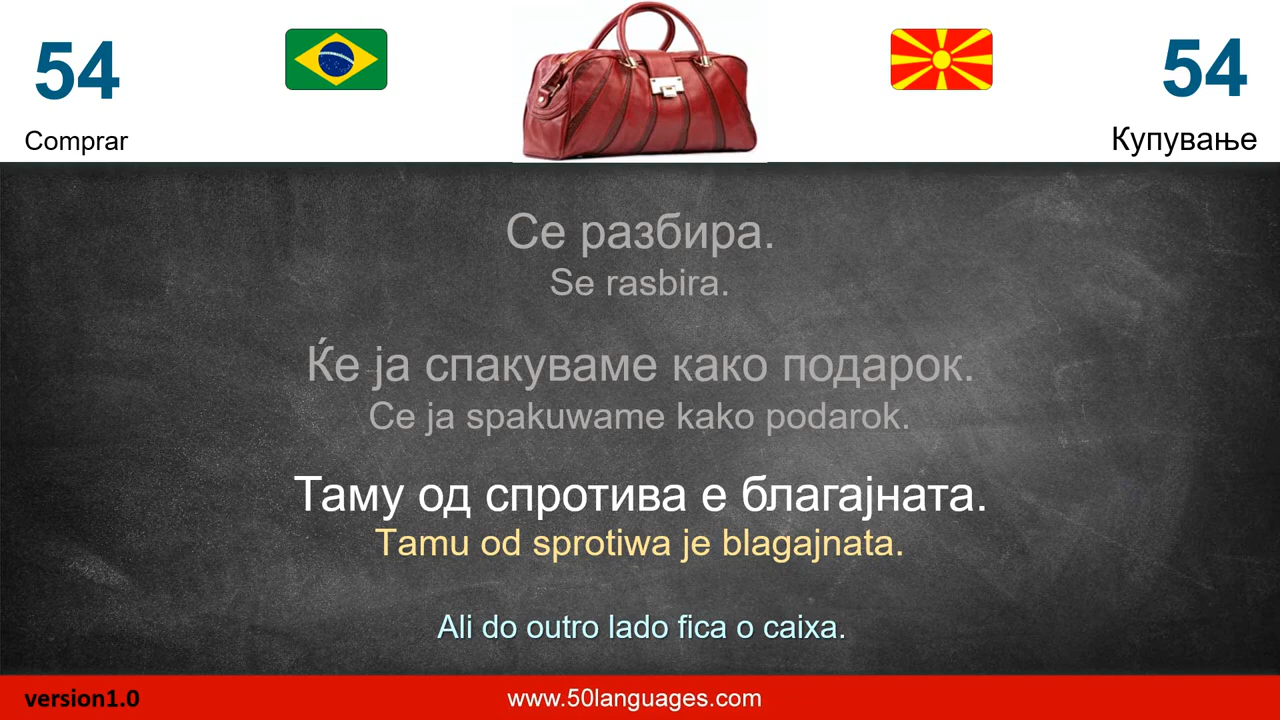 54
54
Comprar
Купување
Се разбира.
Se rasbira.
Ќе ја спакуваме како подарок.
Ce ja spakuwame kako podarok.
Таму од спротива е благајната.
Tamu od sprotiwa je blagajnata.
Ali do outro lado fica o caixa.
version1.0
www.50languages.com